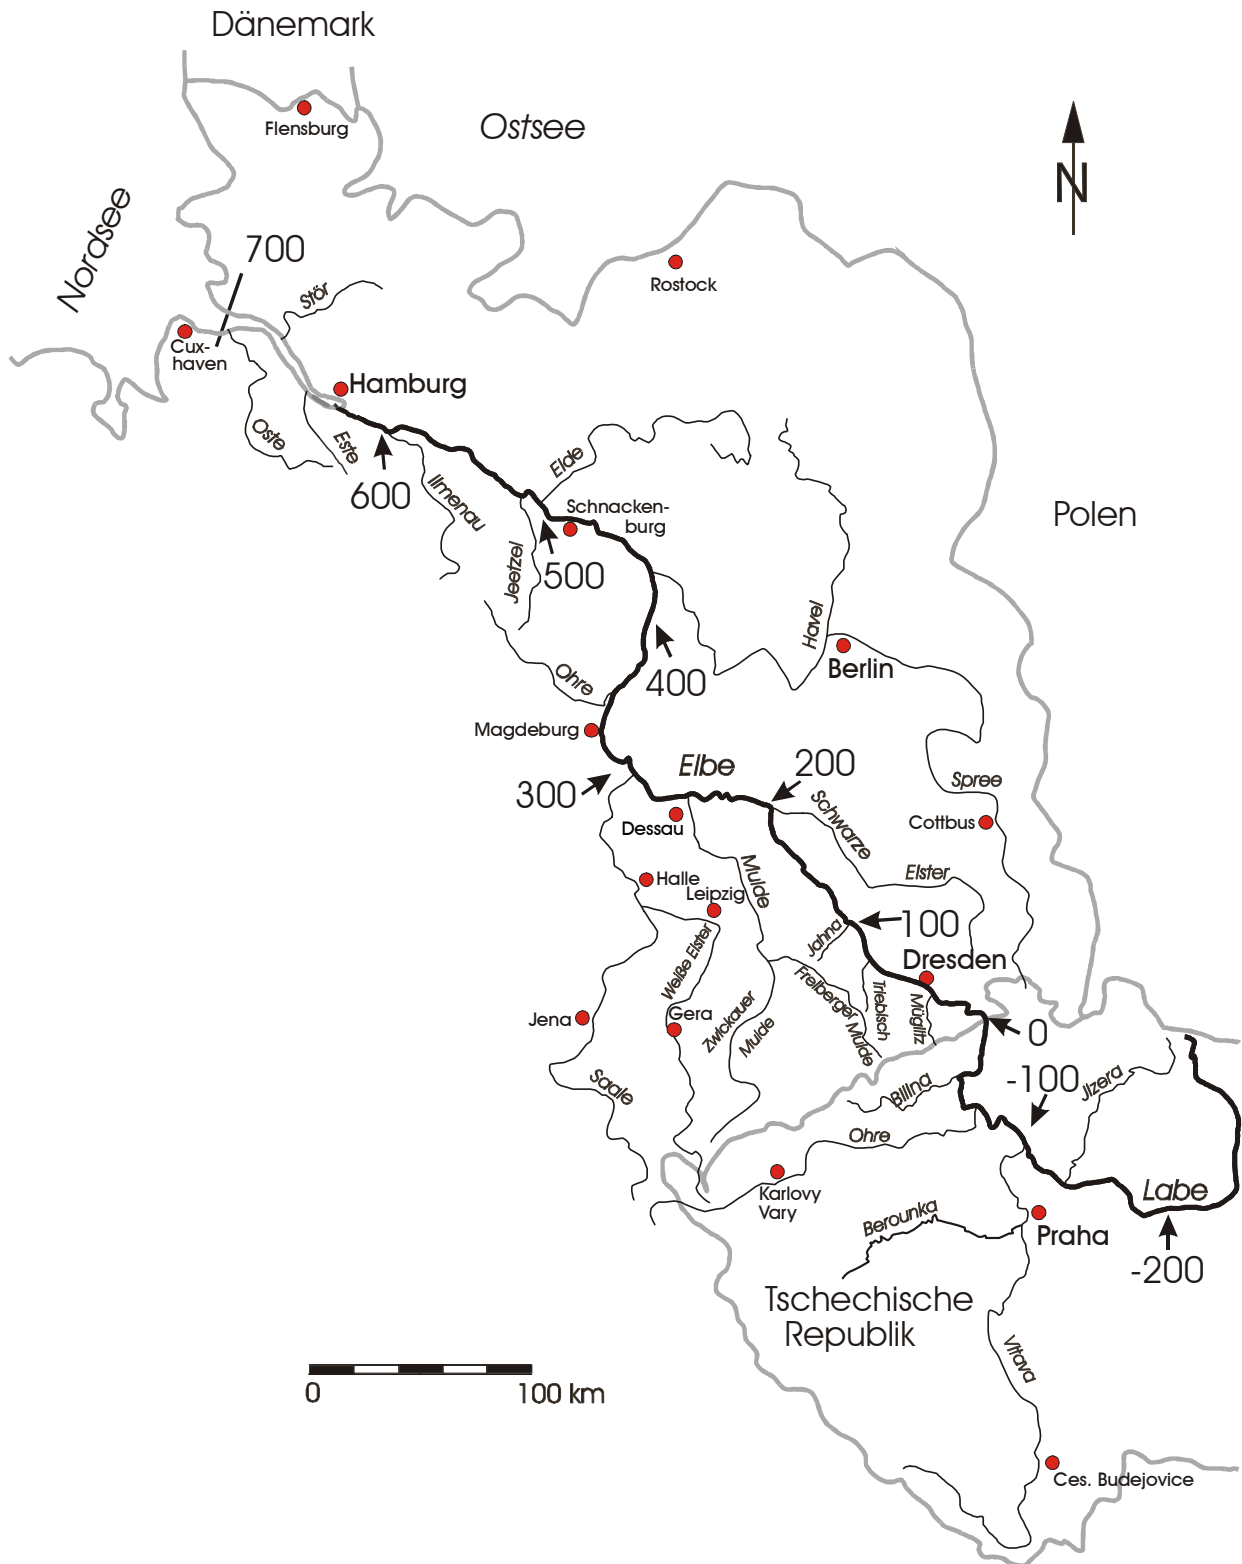 Dänemark
Flensburg
Ostsee
N
Nordsee
700
Stör
Rostock
Cux-
haven
Hamburg
Oste
Este
600
Ilmenau
Elde
Schnacken-
burg
Jeetzel
500
Polen
Havel
Berlin
400
Ohre
Magdeburg
Elbe
200
300
Spree
Schwarze
Dessau
Cottbus
Mulde
Elster
Halle
Leipzig
100
Jahna
Weiße Elster
Dresden
Freiberger
Mulde
Triebisch
Müglitz
Zwickauer
Mulde
Jena
Gera
0
Saale
-100
Jizera
Bilina
Ohre
Karlovy
Vary
Labe
Berounka
Praha
-200
Tschechische
Republik
Vltava
0
100 km
Ces. Budejovice